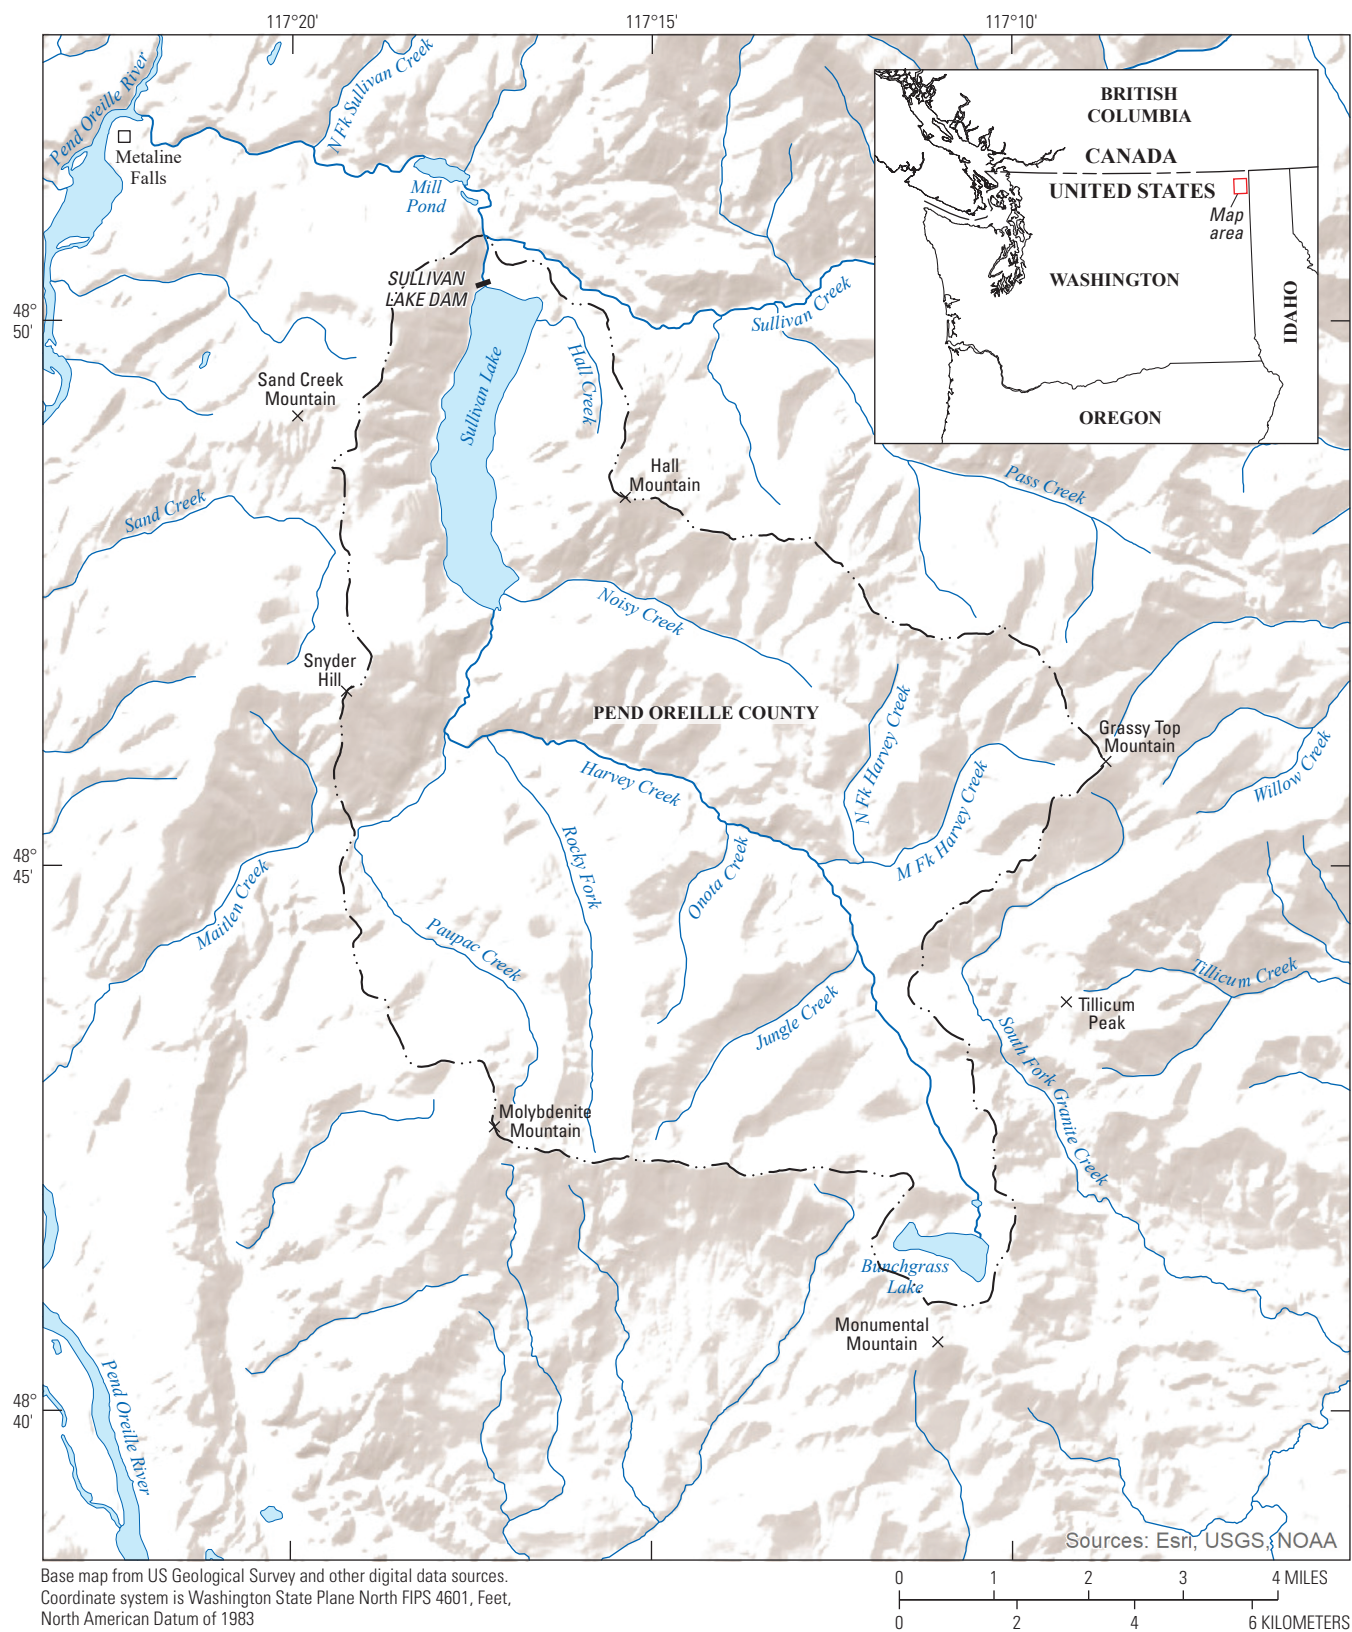 117°20'
117°15'
117°10'
Pend Oreille River
N Fk Sullivan Creek
Metaline
Falls
Mill
Pond
BRITISH
COLUMBIA
CANADA
UNITED STATES
Map
area
WASHINGTON
IDAHO
OREGON
SULLIVAN
LAKE DAM
48°
50'
Sullivan Creek
Sullivan Lake
Hall Creek
Sand Creek
Mountain
Hall
Mountain
Pass Creek
Sand Creek
Noisy Creek
Snyder
Hill
PEND OREILLE COUNTY
N Fk Harvey Creek
Grassy Top
Mountain
Harvey Creek
M Fk Harvey Creek
Willow Creek
48°
45'
Rocky Fork
Onota Creek
Maitlen Creek
Paupac Creek
Tillicum Creek
Jungle Creek
Tillicum
Peak
South Fork Granite Creek
Molybdenite
Mountain
Bunchgrass
Lake
Monumental
Mountain
48°
40'
Pend Oreille River
Sources: Esri, USGS, NOAA
Base map from US Geological Survey and other digital data sources.
Coordinate system is Washington State Plane North FIPS 4601, Feet,
North American Datum of 1983
0 1 2 3 4 MILES
0 2 4 6 KILOMETERS